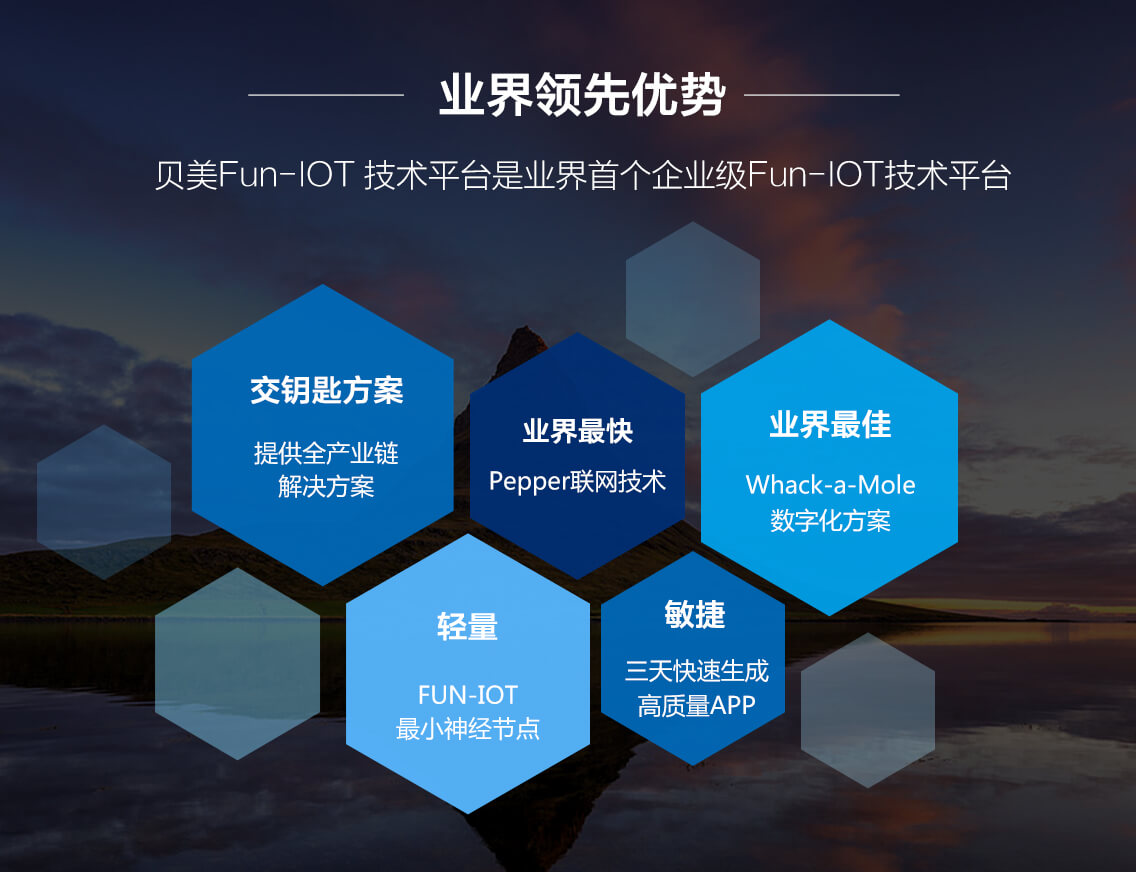 业界领先优势
贝美Fun-IOT 技术平台是业界首个企业级Fun-IOT技术平台
交钥匙方案
提供全产业链
解决方案
业界最快
Pepper联网技术
业界最佳
Whack-a-Mole
数字化方案
轻量
FUN-IOT
最小神经节点
敏捷
三天快速生成
高质量APP